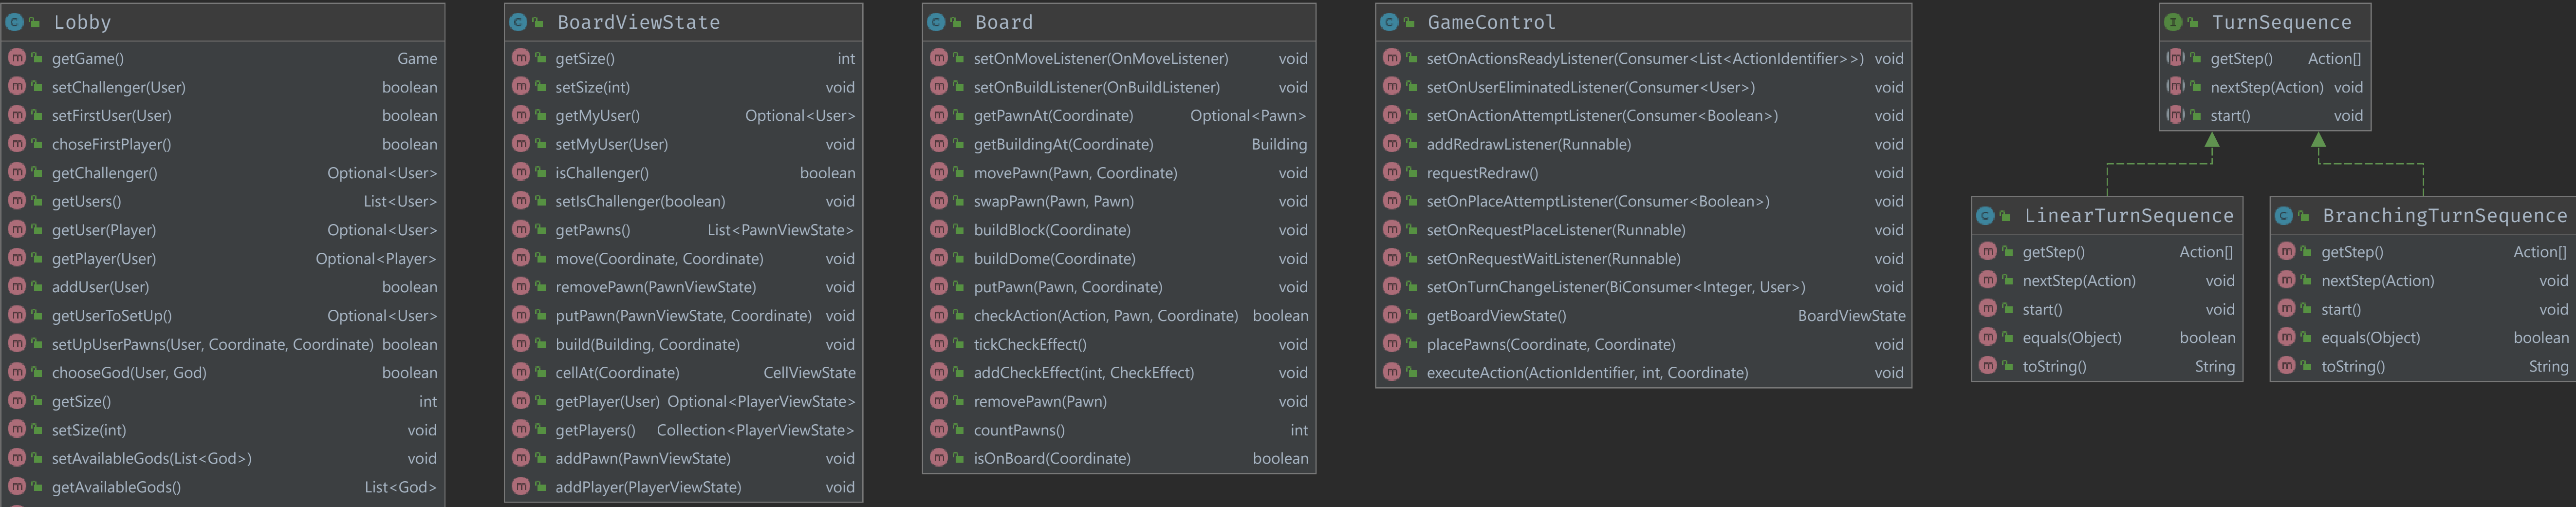 Lobby
getGame() Game
setChallenger(User) boolean
setFirstUser(User) boolean
choseFirstPlayer() boolean
getChallenger() Optional<User>
getUsers() List<User>
getUser(Player) Optional<User>
getPlayer(User) Optional<Player>
addUser(User) boolean
getUserToSetUp() Optional<User>
setUpUserPawns(User, Coordinate, Coordinate) boolean
chooseGod(User, God) boolean
getSize() int
setSize(int) void
setAvailableGods(List<God>) void
getAvailableGods() List<God>
BoardViewState
getSize() int
setSize(int) void
getMyUser() Optional<User>
setMyUser(User) void
isChallenger() boolean
setIsChallenger(boolean) void
getPawns() List<PawnViewState>
move(Coordinate, Coordinate) void
removePawn(PawnViewState) void
putPawn(PawnViewState, Coordinate) void
build(Building, Coordinate) void
cellAt(Coordinate) CellViewState
getPlayer(User) Optional<PlayerViewState>
getPlayers() Collection<PlayerViewState>
addPawn(PawnViewState) void
addPlayer(PlayerViewState) void
Board
setOnMoveListener(OnMoveListener) void
setOnBuildListener(OnBuildListener) void
getPawnAt(Coordinate) Optional<Pawn>
getBuildingAt(Coordinate) Building
movePawn(Pawn, Coordinate) void
swapPawn(Pawn, Pawn) void
buildBlock(Coordinate) void
buildDome(Coordinate) void
putPawn(Pawn, Coordinate) void
checkAction(Action, Pawn, Coordinate) boolean
tickCheckEffect() void
addCheckEffect(int, CheckEffect) void
removePawn(Pawn) void
countPawns() int
isOnBoard(Coordinate) boolean
GameControl
setOnActionsReadyListener(Consumer<List<ActionIdentifier>>) void
setOnUserEliminatedListener(Consumer<User>) void
setOnActionAttemptListener(Consumer<Boolean>) void
addRedrawListener(Runnable) void
requestRedraw() void
setOnPlaceAttemptListener(Consumer<Boolean>) void
setOnRequestPlaceListener(Runnable) void
setOnRequestWaitListener(Runnable) void
setOnTurnChangeListener(BiConsumer<Integer, User>) void
getBoardViewState() BoardViewState
placePawns(Coordinate, Coordinate) void
executeAction(ActionIdentifier, int, Coordinate) void
TurnSequence
getStep() Action[]
nextStep(Action) void
start() void
LinearTurnSequence
getStep() Action[]
nextStep(Action) void
start() void
equals(Object) boolean
toString() String
BranchingTurnSequence
getStep() Action[]
nextStep(Action) void
start() void
equals(Object) boolean
toString() String